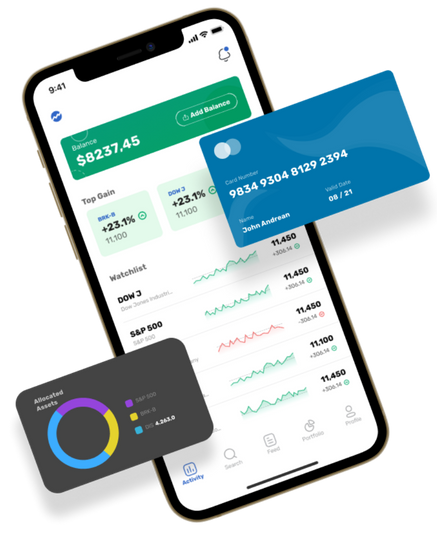 9:41
Balance
$8237,45
Add Balance
Top Gain
BRK-B
+23.1%
11,100
DOW J
+23.1%
11,100
Card Number
9834 9304 8129 2394
Name
John Andrean
Valid Date
08 / 21
Watchlist
DOW J
Dow Jones Industri...
11,450
+306.14
S&P 500
S&P 500
11,450
+306.14
11,450
-306.14
11,100
+306.14
11,450
+306.14
Allocated
Assets
S&P 500
BRK-B
4.263,0
Activity
Search
Feed
Portfolio
Profile